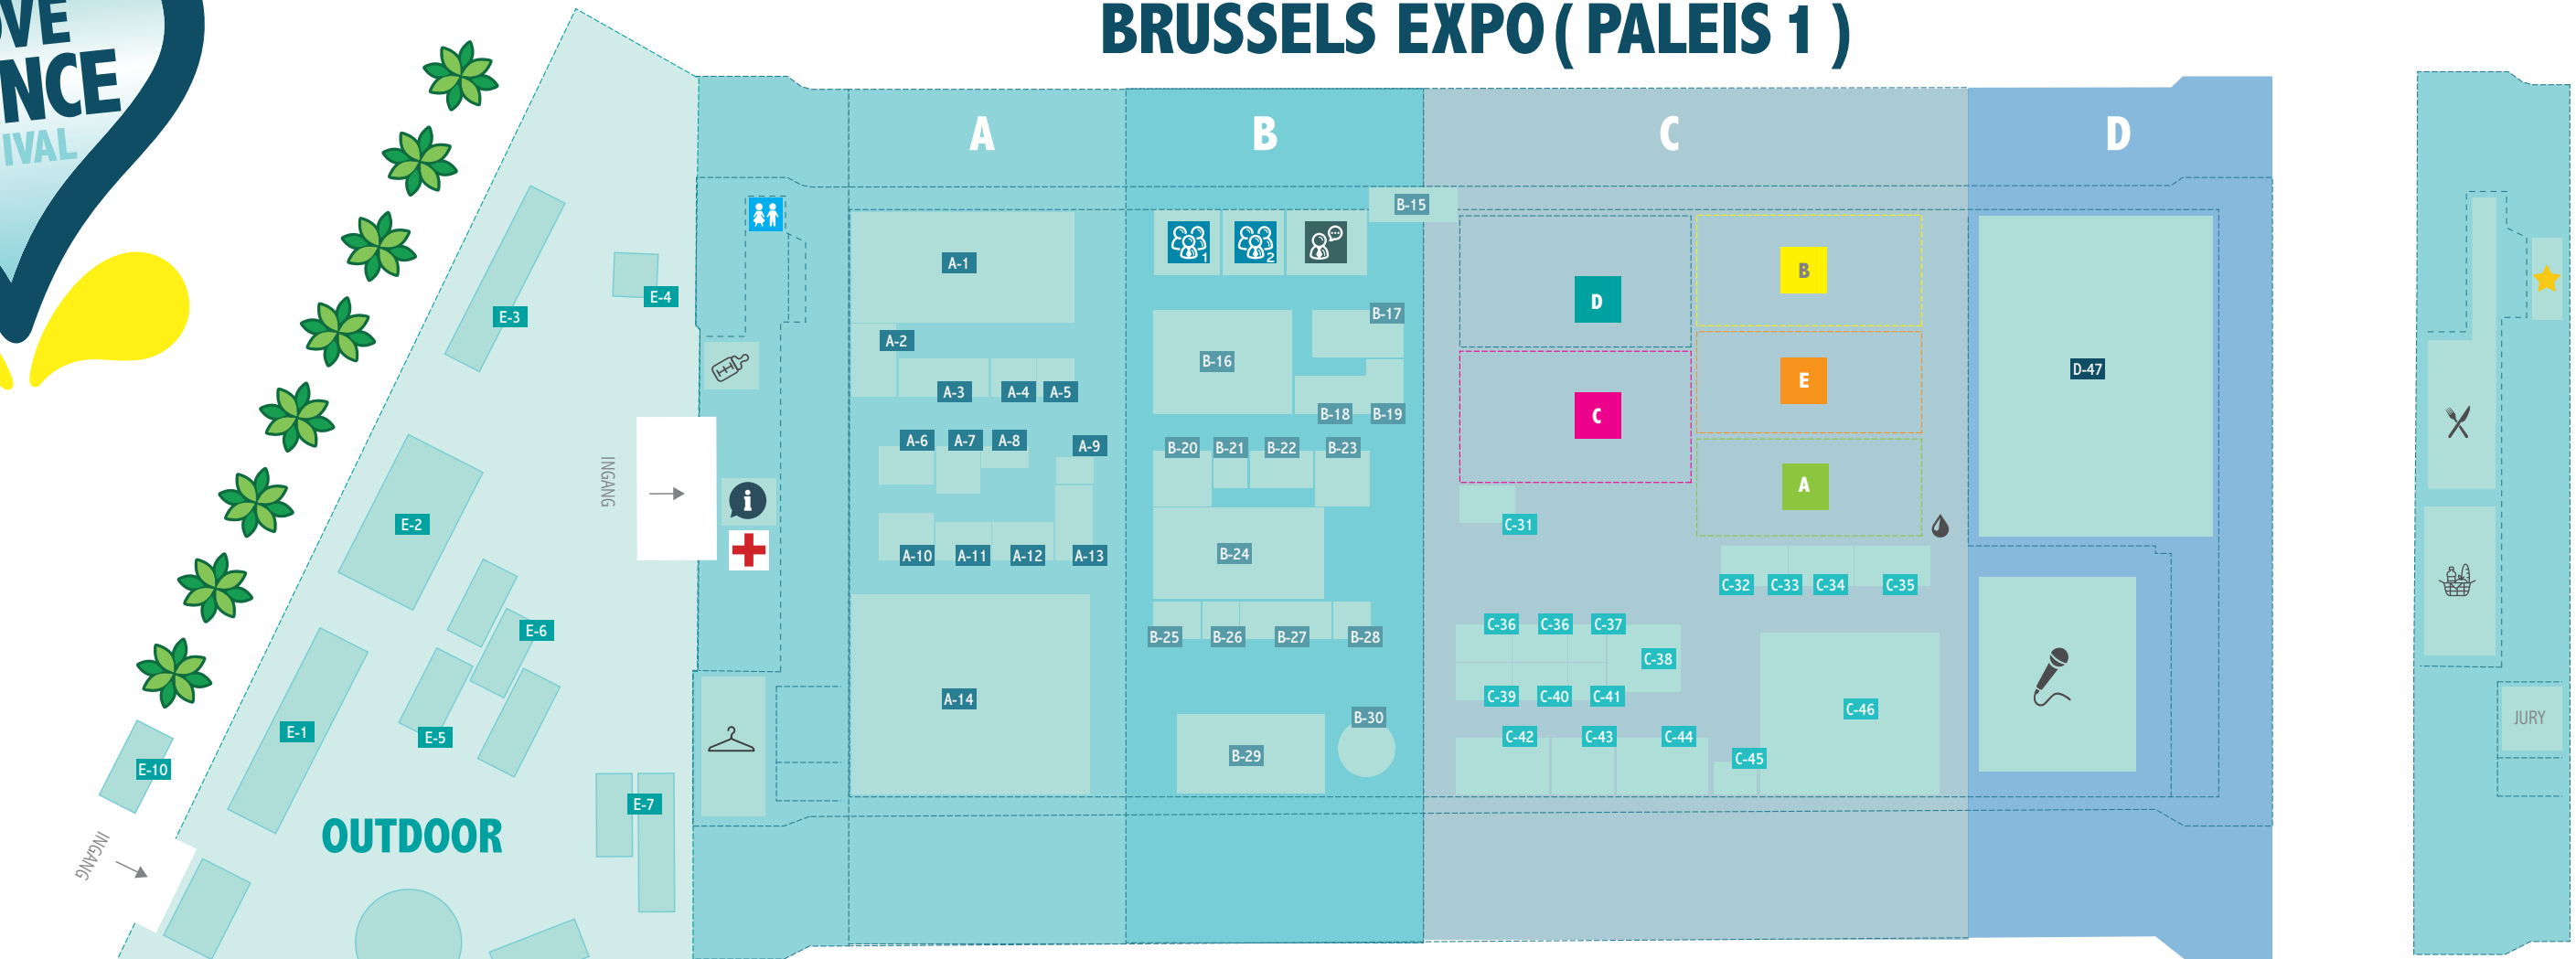 OVE
NCE
IVAL
BRUSSELS EXPO ( PALEIS 1 )
A
B
C
D
E-3
E-4
E-2
E-6
E-5
E-1
E-10
E-7
OUTDOOR
INGANG
INGANG
A-1
A-2
A-3
A-4
A-5
A-6
A-7
A-8
A-9
A-10
A-11
A-12
A-13
A-14
1
2
B-15
B-16
B-17
B-18
B-19
B-20
B-21
B-22
B-23
B-24
B-25
B-26
B-27
B-28
B-29
B-30
D
B
C
E
A
C-31
C-32
C-33
C-34
C-35
C-36
C-36
C-37
C-38
C-39
C-40
C-41
C-42
C-43
C-44
C-45
C-46
D-47
JURY